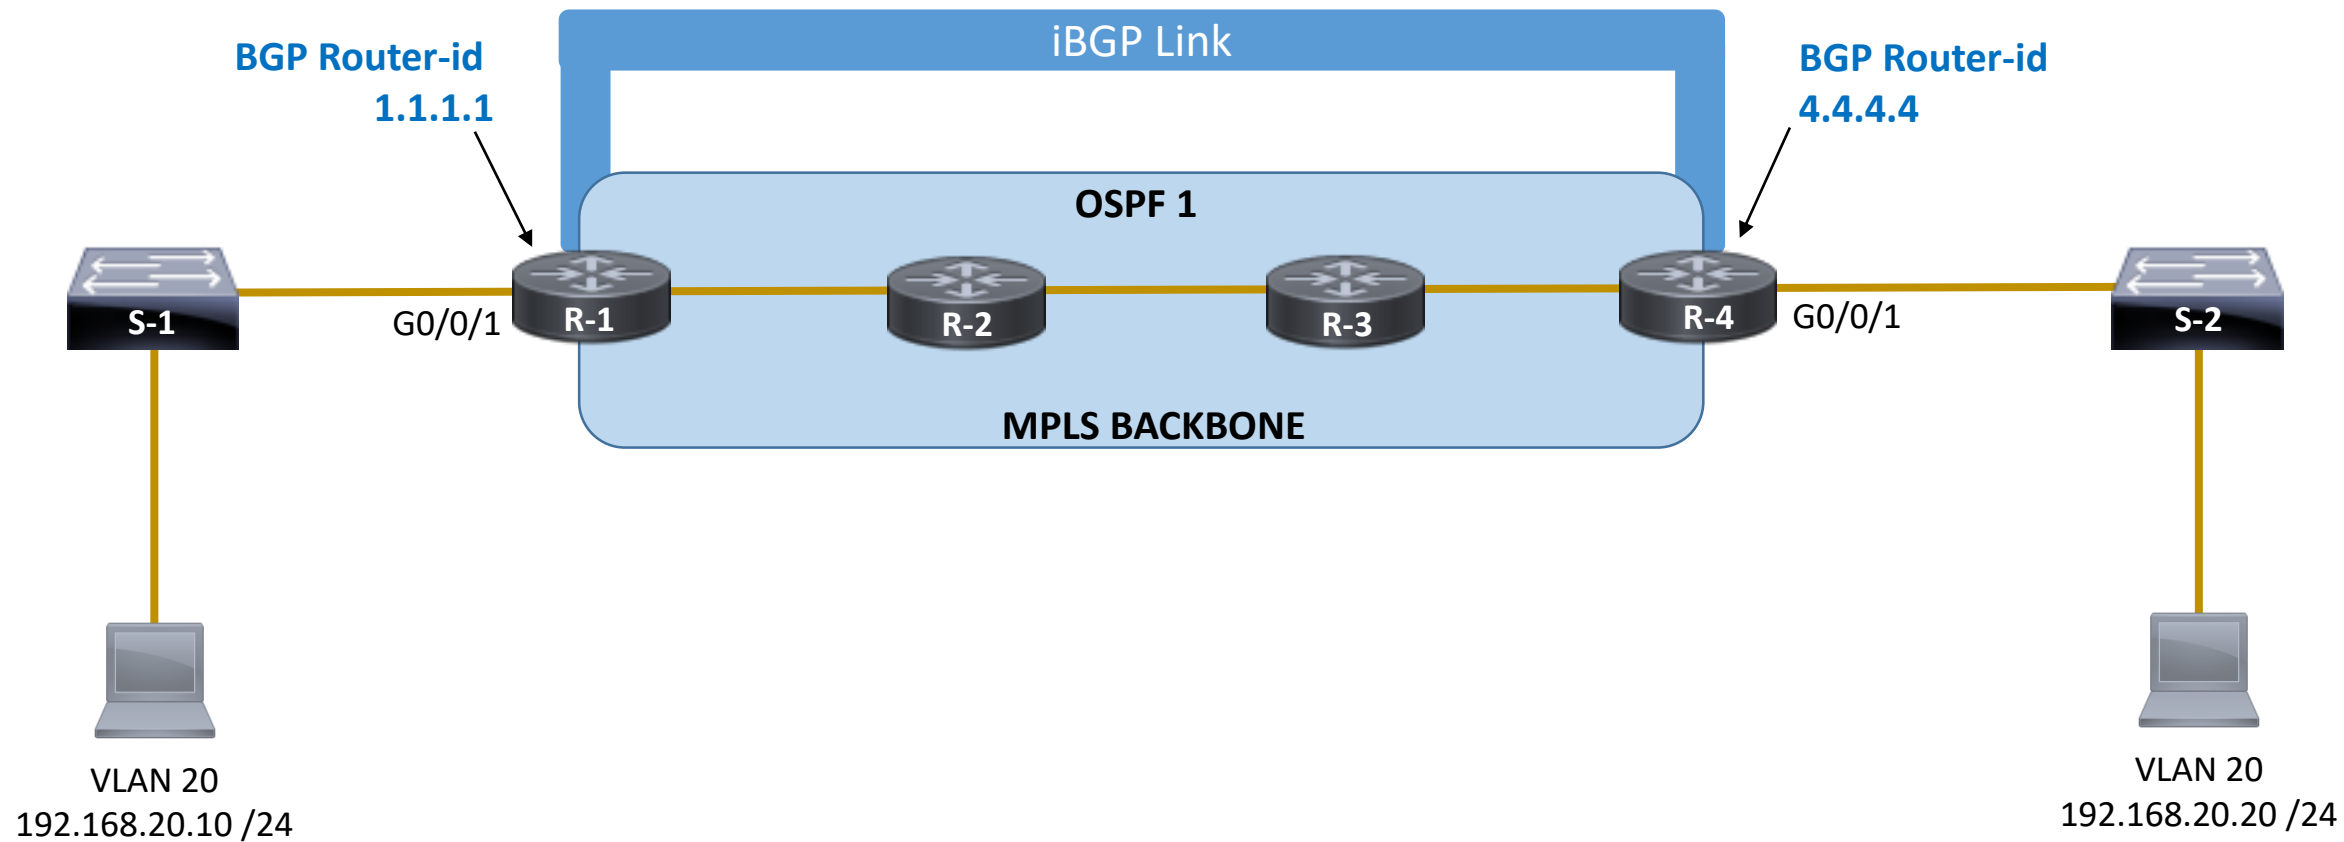 iBGP Link
BGP Router-id
1.1.1.1
BGP Router-id
4.4.4.4
OSPF 1
S-1
G0/0/1
R-1
R-2
R-3
R-4
G0/0/1
S-2
MPLS BACKBONE
VLAN 20
192.168.20.10 /24
VLAN 20
192.168.20.20 /24